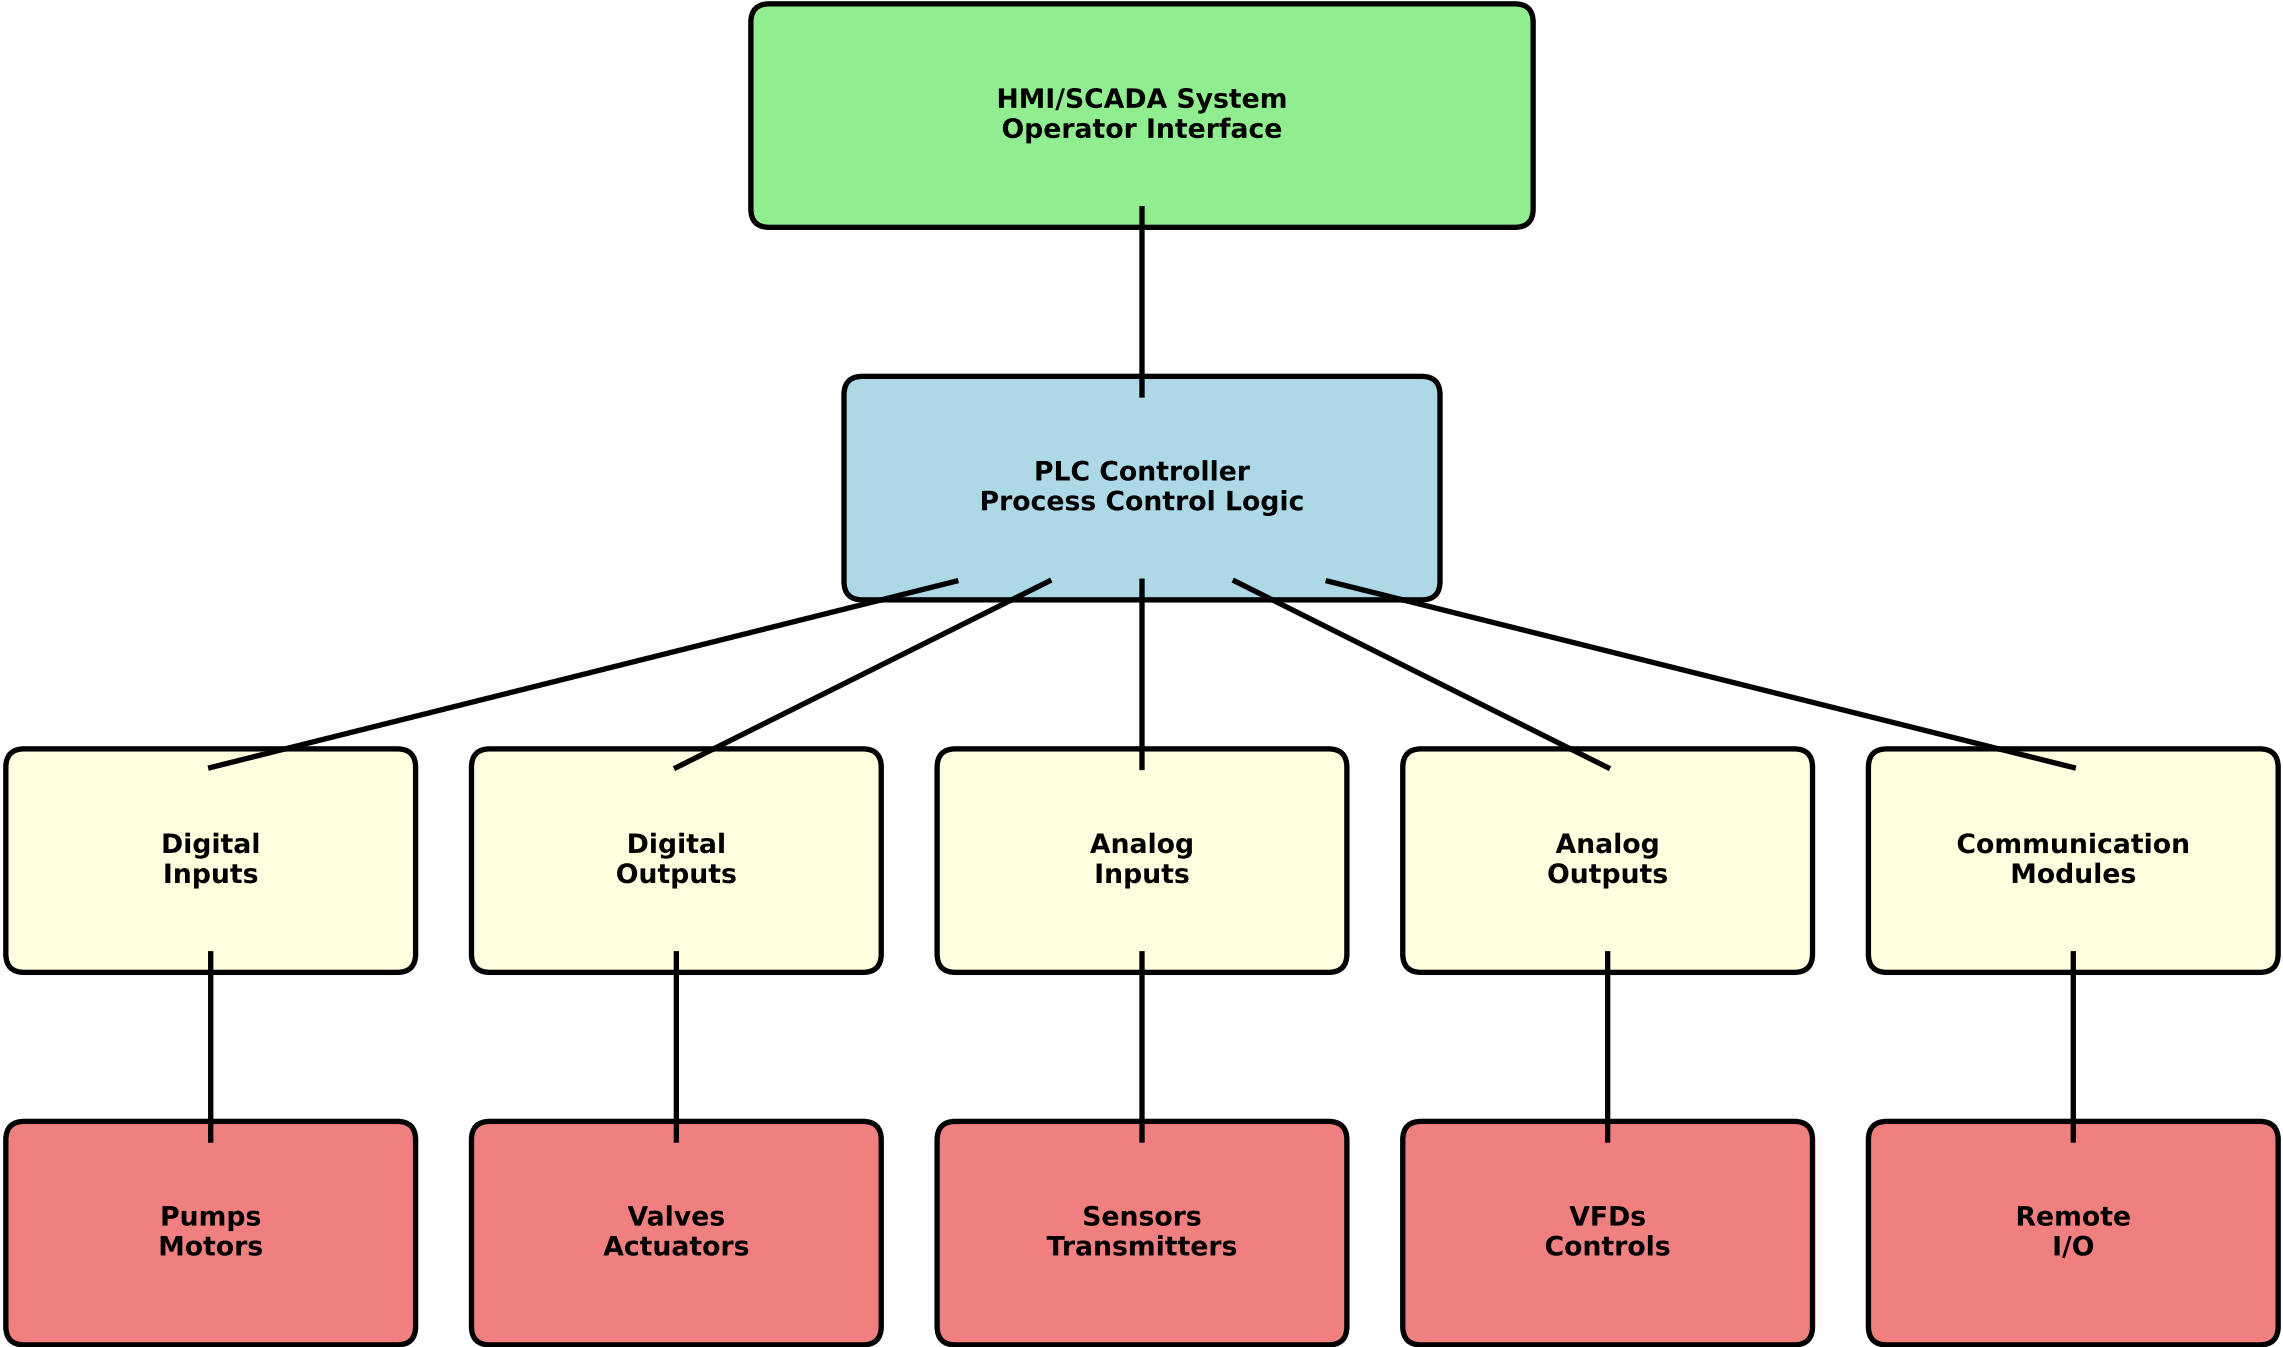 HMI/SCADA System
Operator Interface
PLC Controller
Process Control Logic
Digital
Inputs
Digital
Outputs
Analog
Inputs
Analog
Outputs
Communication
Modules
Pumps
Motors
Valves
Actuators
Sensors
Transmitters
VFDs
Controls
Remote
I/O